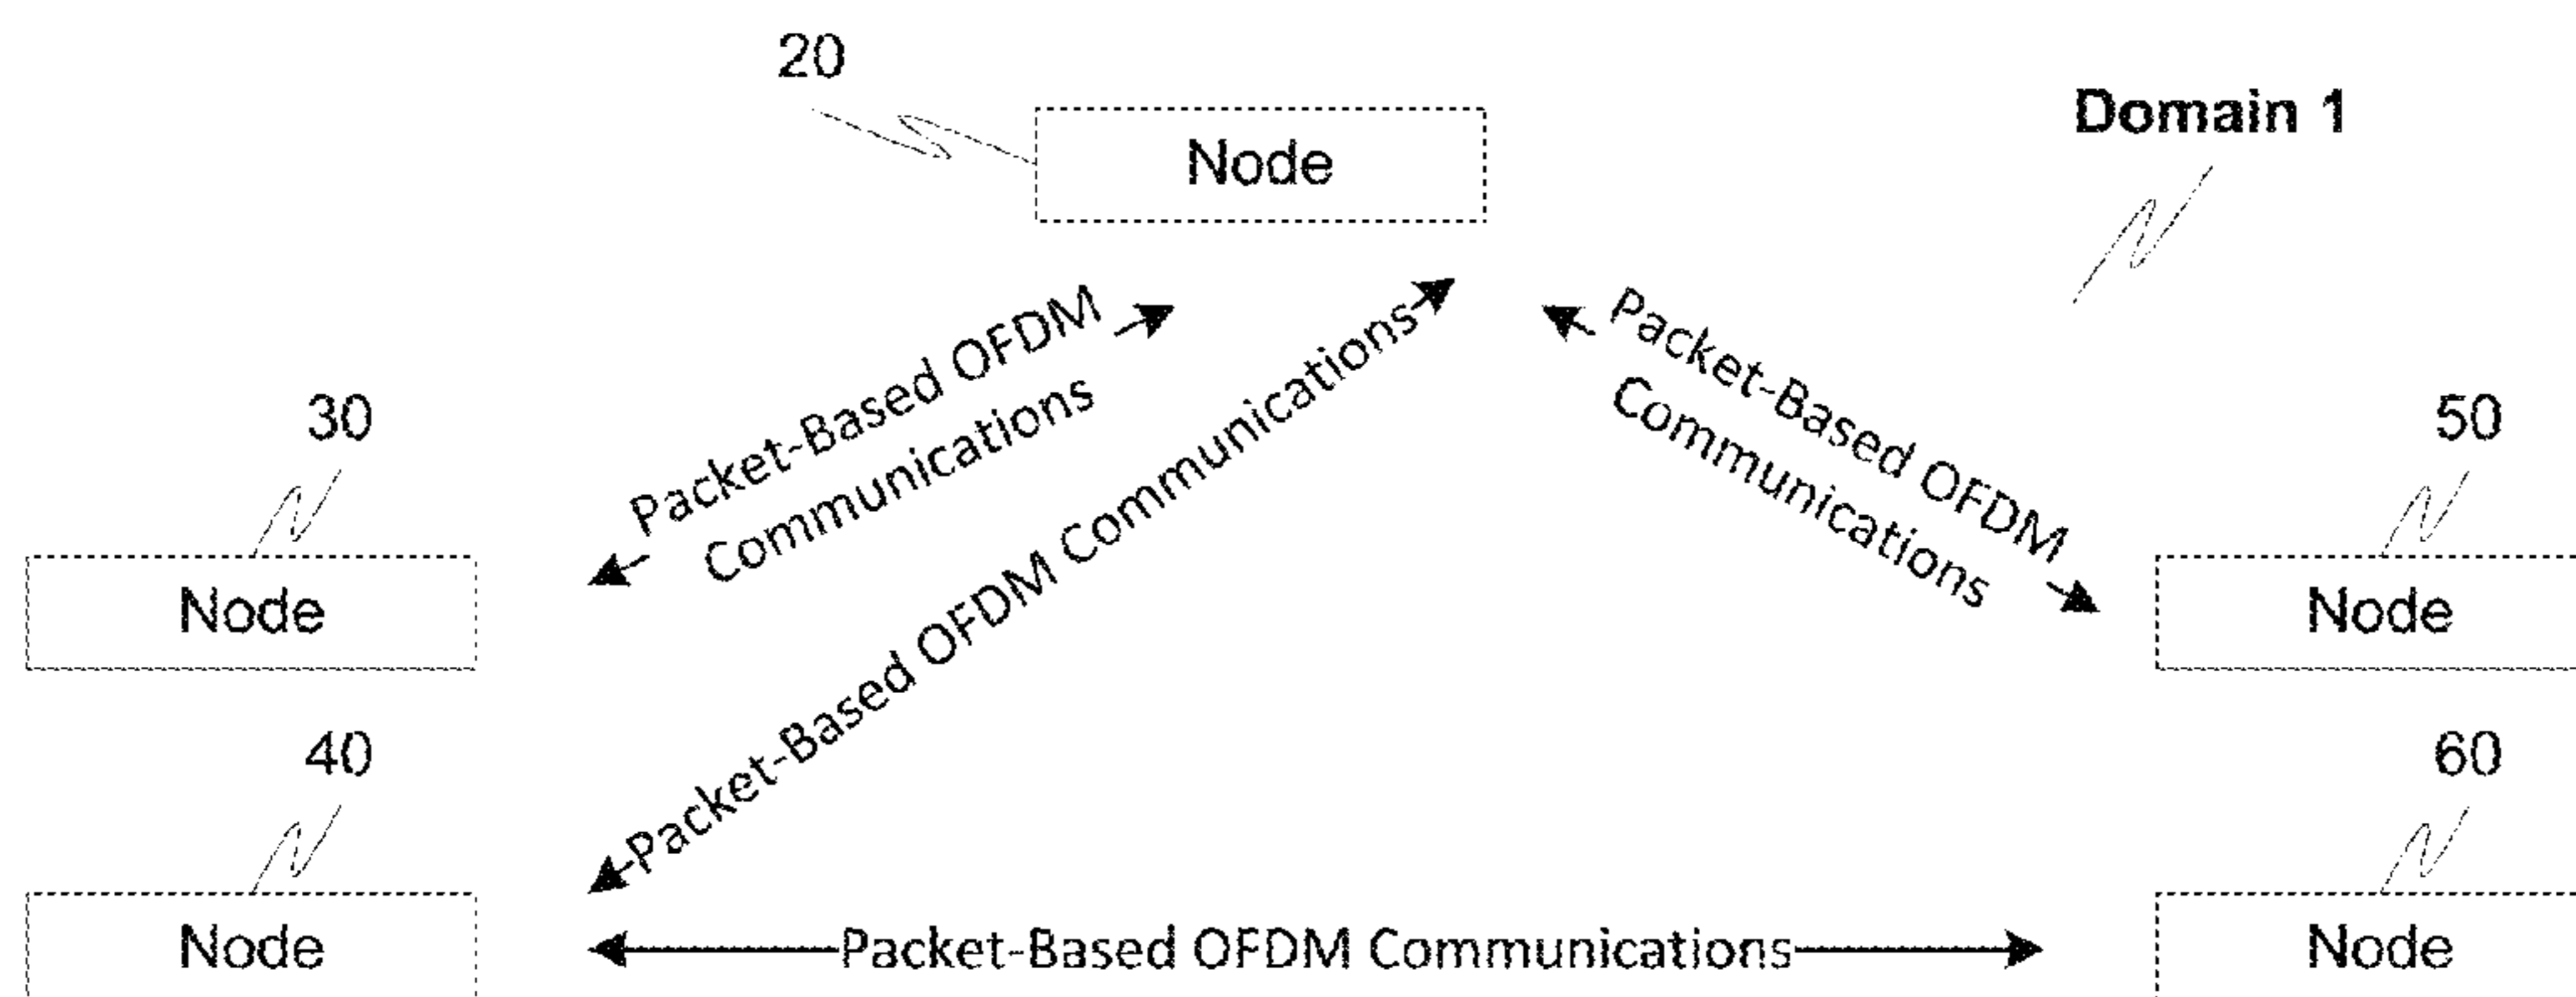 20
Domain 1
Node
Packet-Based OFDM
Communications
Packet-Based OFDM
Communications
Packet-Based OFDM Communications
30
50
Node
Node
40
60
Node
Packet-Based OFDM Communications
Node